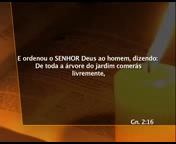 E ordenou o SENHOR Deus ao homem, dizendo:
De toda a árvore do jardim comerás
livremente,
Gn. 2:16